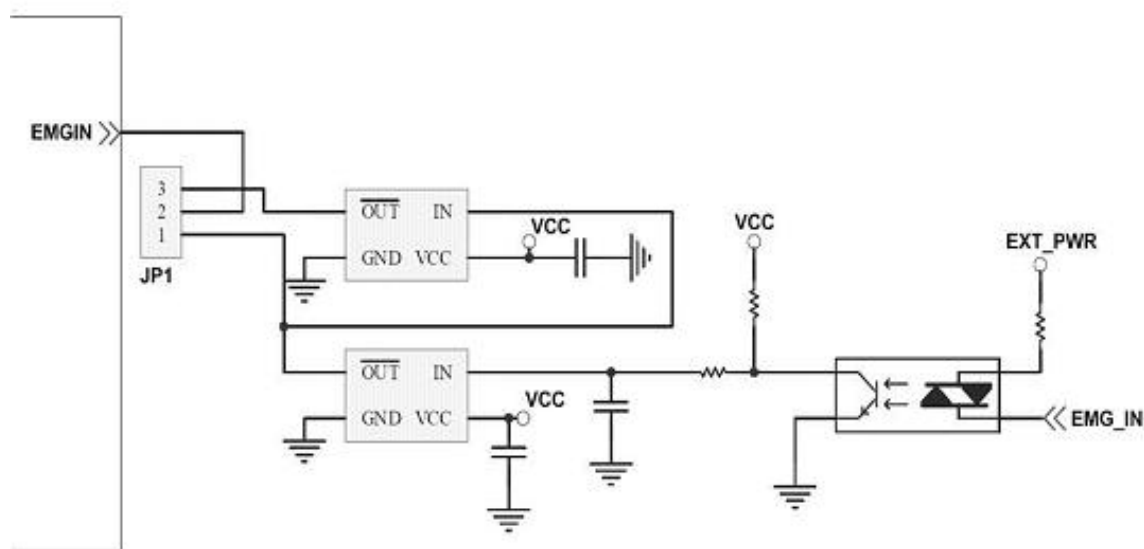 EMGIN
3
2
1
JP1
OUT IN
GND VCC
VCC
VCC
EXT_PWR
OUT IN
GND VCC
VCC
EMG_IN